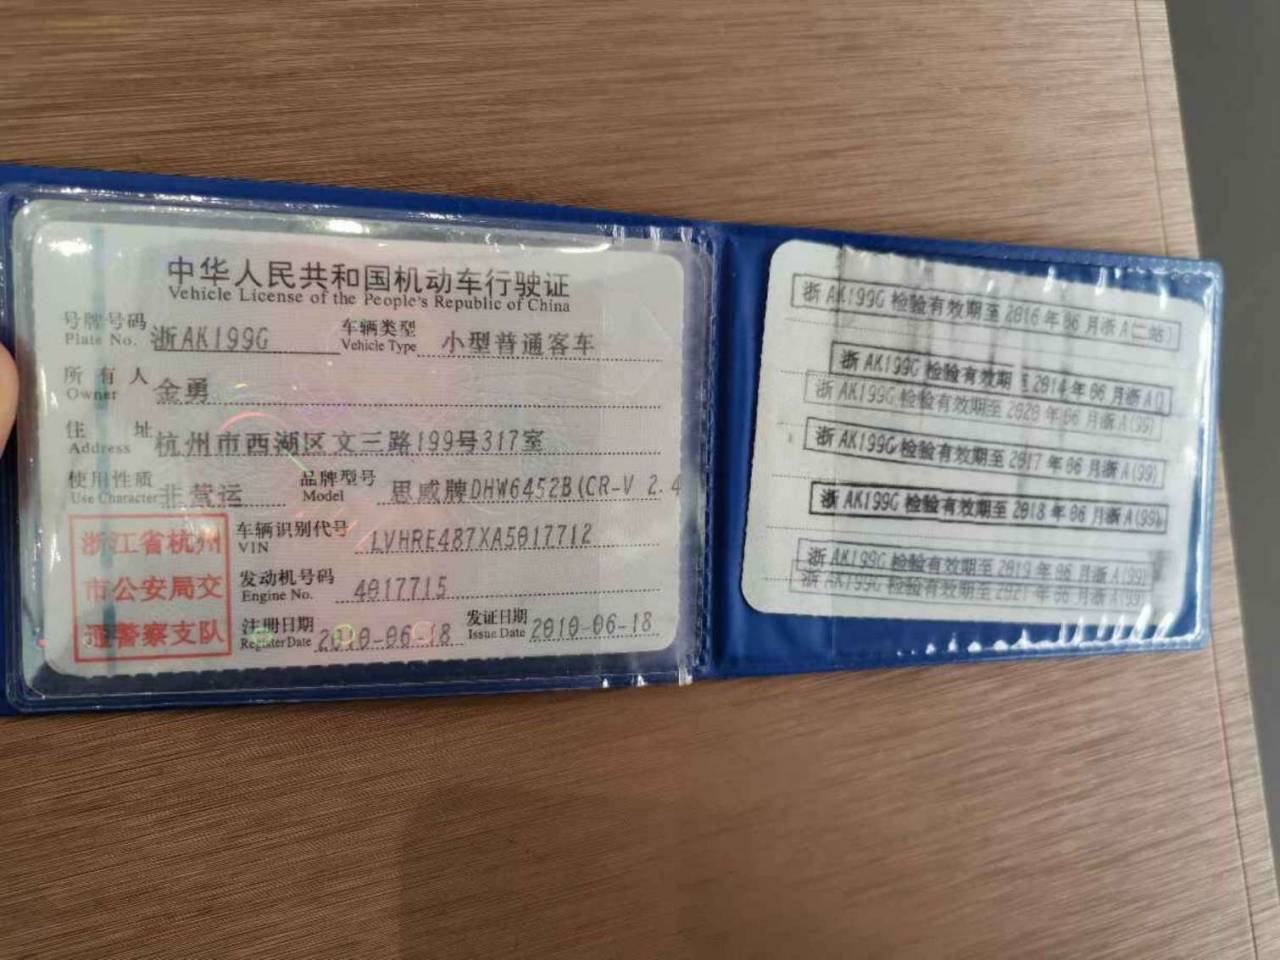 中华人民共和国机动车行驶证
Vehicle License of the People's Republic of China
号牌号码 浙AK199G 车辆类型 小型普通客车
Plate No. Vehicle Type
所有人 金勇
Owner
住址 杭州市西湖区文三路199号317室
Address
使用性质 非营运 品牌型号 思威牌DHW6452B(CR-V 2.4
Use Character Model
浙江省杭州
市公安局交
通警察支队
车辆识别代号 LVHRE487XA5017712
VIN
发动机号码 4017715
Engine No.
注册日期 2010-06-18 发证日期 2010-06-18
Register Date Issue Date
浙AK199G 检验有效期至2016年06月浙A(二站)
浙AK199G 检验有效期至2014年06月浙A()
浙AK199G 检验有效期至2020年06月浙A(99)
浙AK199G 检验有效期至2017年06月浙A(99)
浙AK199G 检验有效期至2018年06月浙A(99)
浙AK199G 检验有效期至2019年06月浙A(99)
浙AK199G 检验有效期至2021年06月浙A(99)